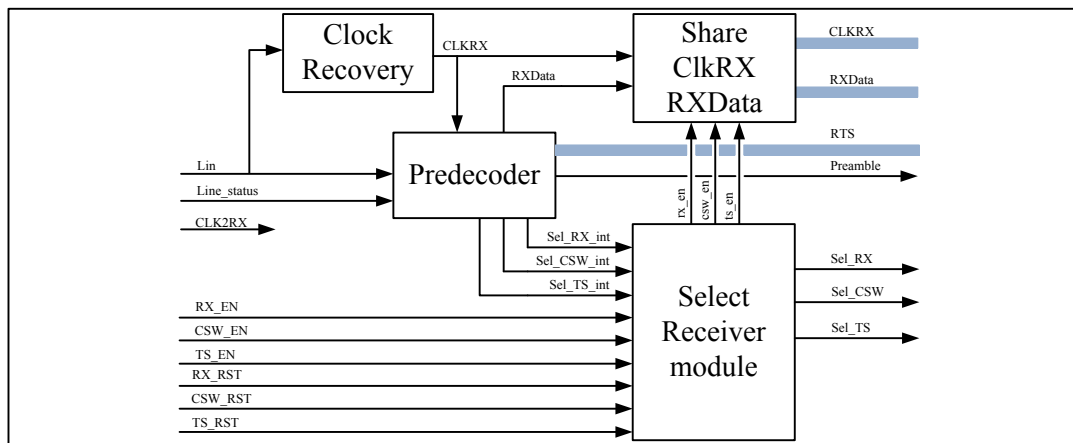 Clock
Recovery
CLKRX
RXData
Share
ClkRX
RXData
CLKRX
RXData
RTS
Preamble
Lin
Line_status
CLK2RX
Predecoder
rx_en
csw_en
ts_en
Sel_RX_int
Sel_CSW_int
Sel_TS_int
RX_EN
CSW_EN
TS_EN
RX_RST
CSW_RST
TS_RST
Select
Receiver
module
Sel_RX
Sel_CSW
Sel_TS